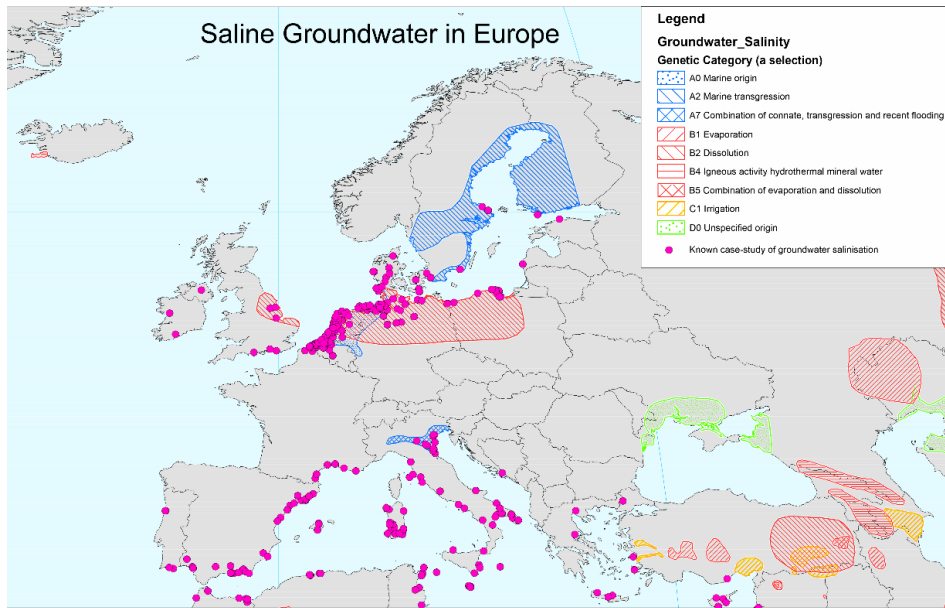 Saline Groundwater in Europe
Legend
Groundwater_Salinity
Genetic Category (a selection)
A0 Marine origin
A2 Marine transgression
A7 Combination of connate, transgression and recent flooding
B1 Evaporation
B2 Dissolution
B4 Igneous activity hydrothermal mineral water
B5 Combination of evaporation and dissolution
C1 Irrigation
D0 Unspecified origin
Known case-study of groundwater salinisation